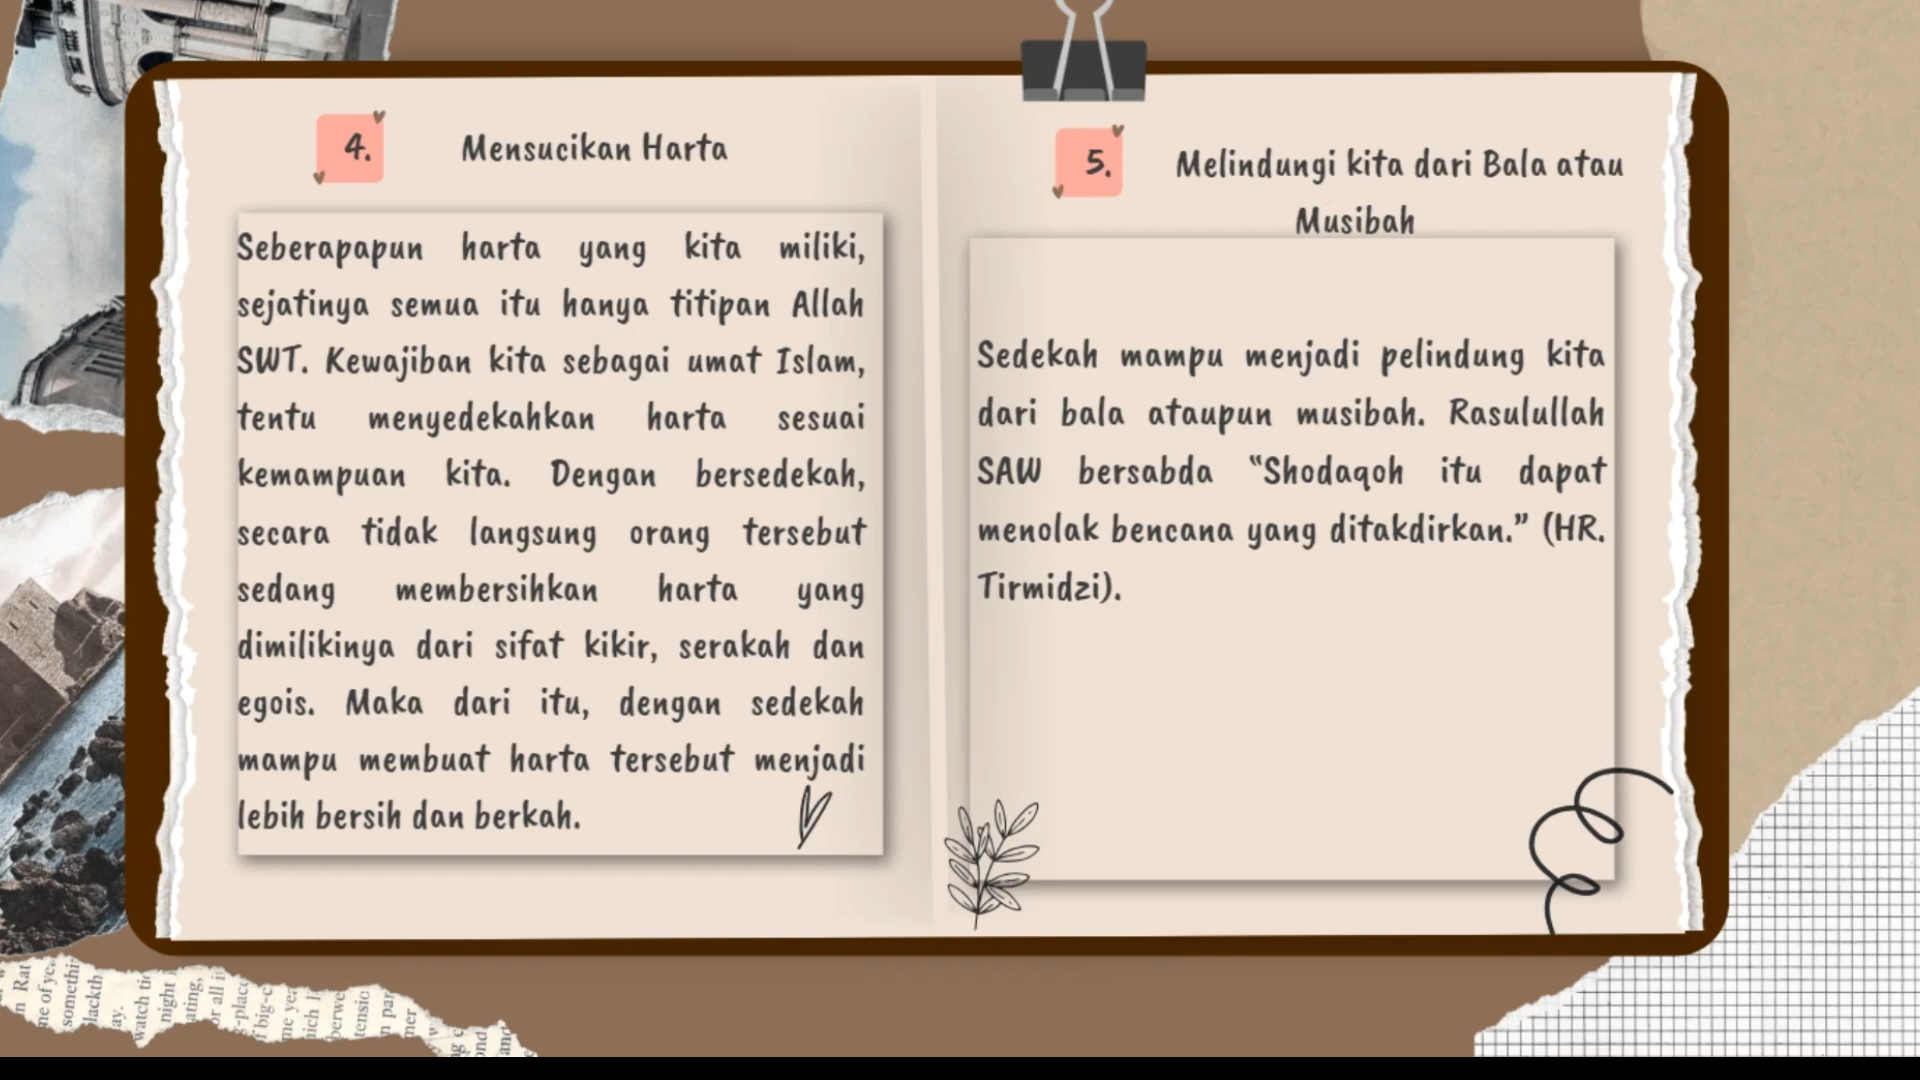 4. Mensucikan Harta
Seberapapun harta yang kita miliki,
sejatinya semua itu hanya titipan Allah
SWT. Kewajiban kita sebagai umat Islam,
tentu menyedekahkan harta sesuai
kemampuan kita. Dengan bersedekah,
secara tidak langsung orang tersebut
sedang membersihkan harta yang
dimilikinya dari sifat kikir, serakah dan
egois. Maka dari itu, dengan sedekah
mampu membuat harta tersebut menjadi
lebih bersih dan berkah.
5. Melindungi kita dari Bala atau
Musibah
Sedekah mampu menjadi pelindung kita
dari bala ataupun musibah. Rasulullah
SAW bersabda “Shodaqoh itu dapat
menolak bencana yang ditakdirkan.” (HR.
Tirmidzi).